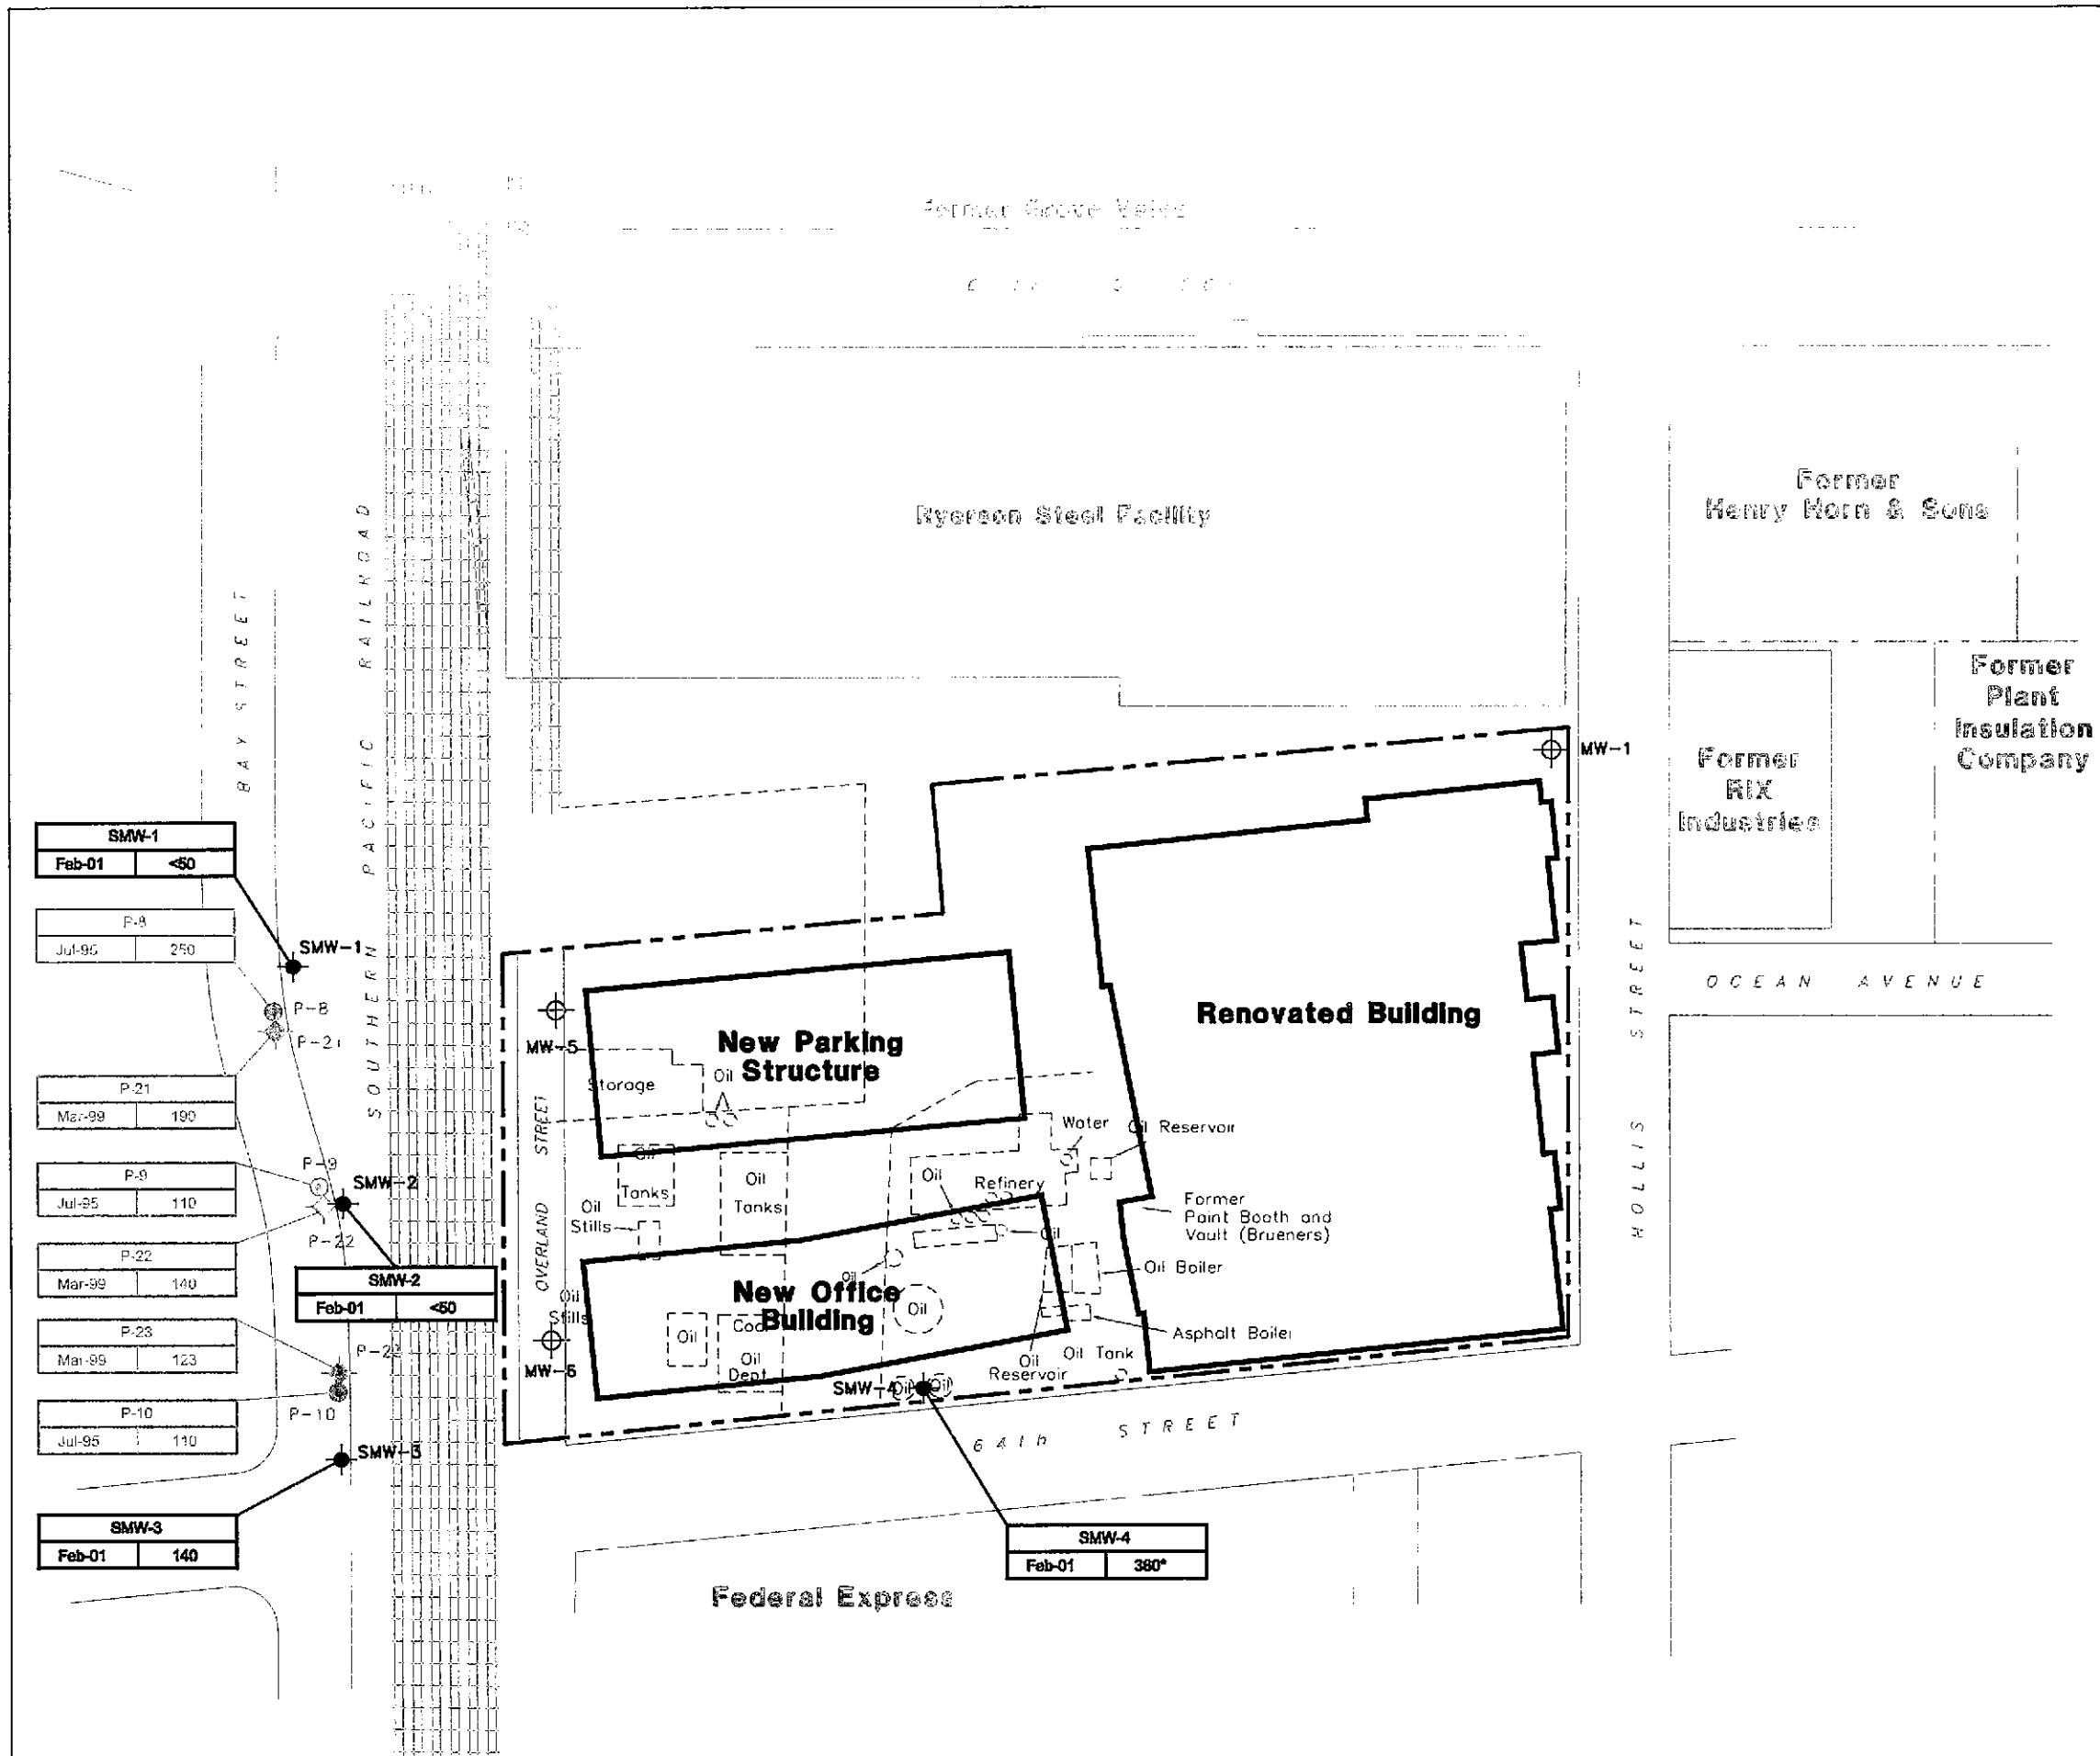 Former Grove Valve
Ryerson Steel Facility
Former
Henry Horn & Sons
Former
Plant
Insulation
Company
Former
RIX
Industries
BAY STREET
SOUTHERN PACIFIC RAILROAD
MW-1
SMW-1
Feb-01 <50
P-8
Jul-95 250
SMW-1
P-8
P-21
P-21
Mar-99 190
P-9
Jul-95 110
P-9
SMW-2
P-22
P-22
Mar-99 140
SMW-2
Feb-01 <50
P-23
Mar-99 123
P-10
P-10
Jul-95 110
SMW-3
SMW-3
Feb-01 140
OVERLAND STREET
MW-5
New Parking
Structure
Storage
Oil
Renovated Building
HOLLIS STREET
OCEAN AVENUE
Water
Oil Reservoir
Oil
Tanks
Oil
Tanks
Oil
Stills
Oil
Refinery
Former
Paint Booth and
Vault (Brueners)
Oil
Oil Boiler
Oil
New Office
Building
Oil
Oil
Stills
Oil
Oil
Dept
Asphalt Boiler
Oil Tank
Oil
Reservoir
MW-6
SMW-4
Oil
Oil
64th STREET
SMW-4
Feb-01 380*
Federal Express